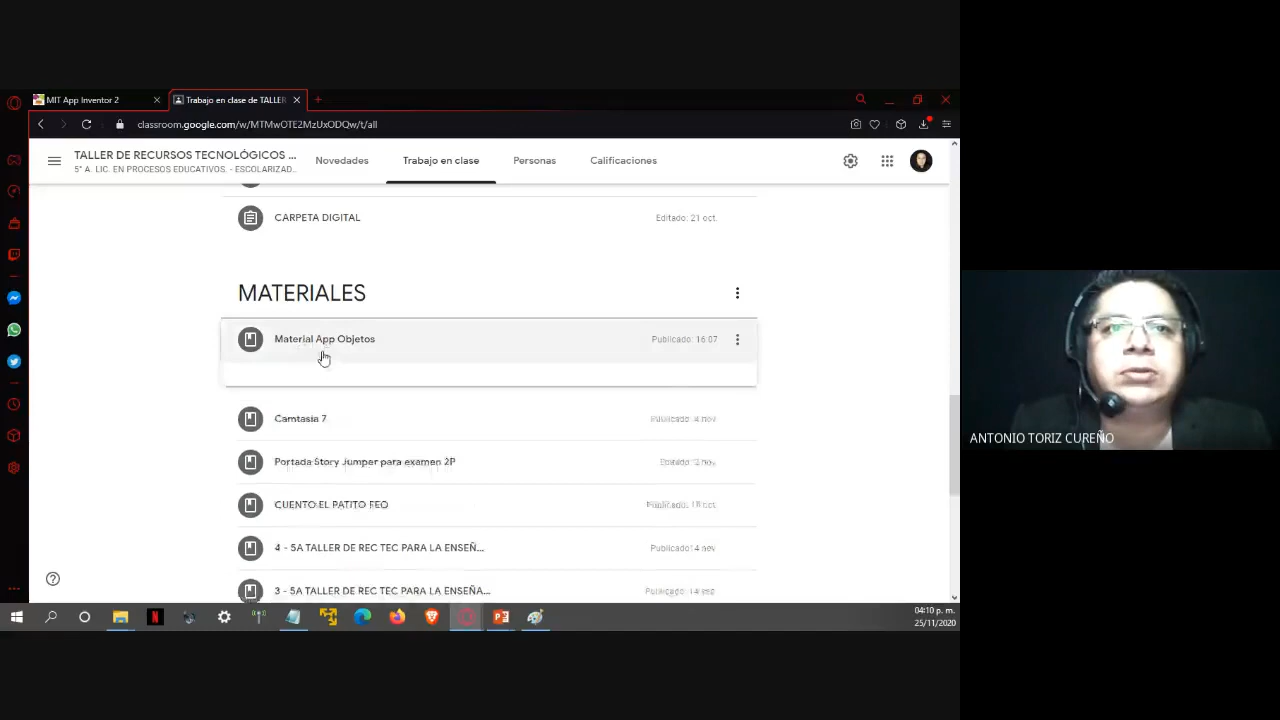 MIT App Inventor 2
Trabajo en clase de TALLER
classroom.google.com/w/MTMwOTE2MzUxODQw/t/all
TALLER DE RECURSOS TECNOLÓGICOS ...
5° A. LIC. EN PROCESOS EDUCATIVOS. - ESCOLARIZAD...
Novedades
Trabajo en clase
Personas
Calificaciones
CARPETA DIGITAL
Editado: 21 oct.
MATERIALES
Material App Objetos
Publicado: 16:07
Camtasia 7
Publicado: 4 nov
Portada Story Jumper para examen 2P
CUENTO EL PATITO FEO
4 - 5A TALLER DE REC TEC PARA LA ENSEÑ...
Publicado: 4 nov
3 - 5A TALLER DE REC TEC PARA LA ENSEÑA...
ANTONIO TORIZ CUREÑO
04:10 p. m.
25/11/2020